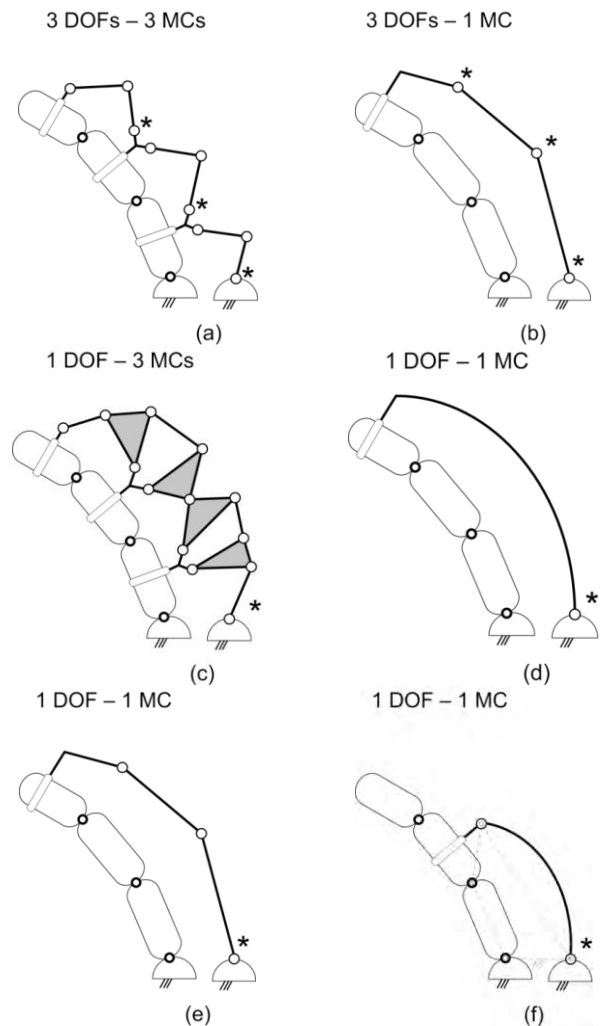 3 DOFs – 3 MCs
3 DOFs – 1 MC
*
*
*
*
*
*
(a)
(b)
1 DOF – 3 MCs
1 DOF – 1 MC
*
*
(c)
(d)
1 DOF – 1 MC
1 DOF – 1 MC
*
*
(e)
(f)